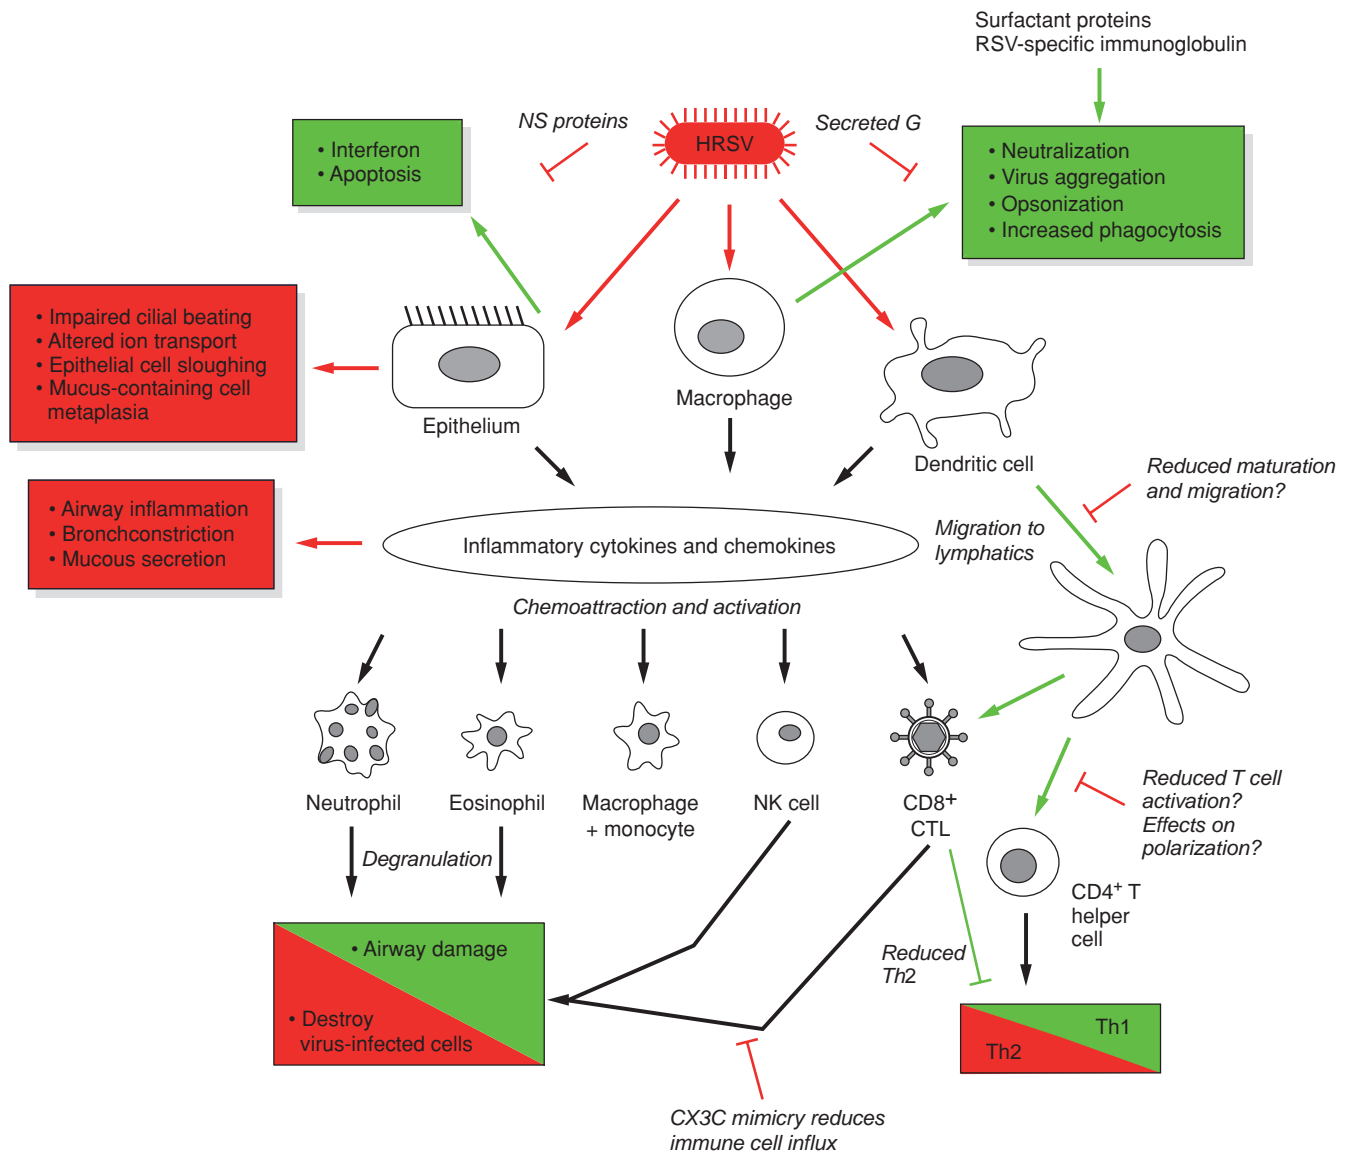 Surfactant proteins
RSV-specific immunoglobulin
NS proteins
HRSV
Secreted G
• Interferon
• Apoptosis
• Neutralization
• Virus aggregation
• Opsonization
• Increased phagocytosis
• Impaired cilial beating
• Altered ion transport
• Epithelial cell sloughing
• Mucus-containing cell
metaplasia
Epithelium
Macrophage
Dendritic cell
Reduced maturation
and migration?
• Airway inflammation
• Bronchconstriction
• Mucous secretion
Inflammatory cytokines and chemokines
Migration to
lymphatics
Chemoattraction and activation
Neutrophil
Eosinophil
Macrophage
+ monocyte
NK cell
CD8+
CTL
Reduced T cell
activation?
Effects on
polarization?
Degranulation
CD4+ T
helper
cell
• Airway damage
• Destroy
virus-infected cells
Reduced
Th2
Th1
Th2
CX3C mimicry reduces
immune cell influx